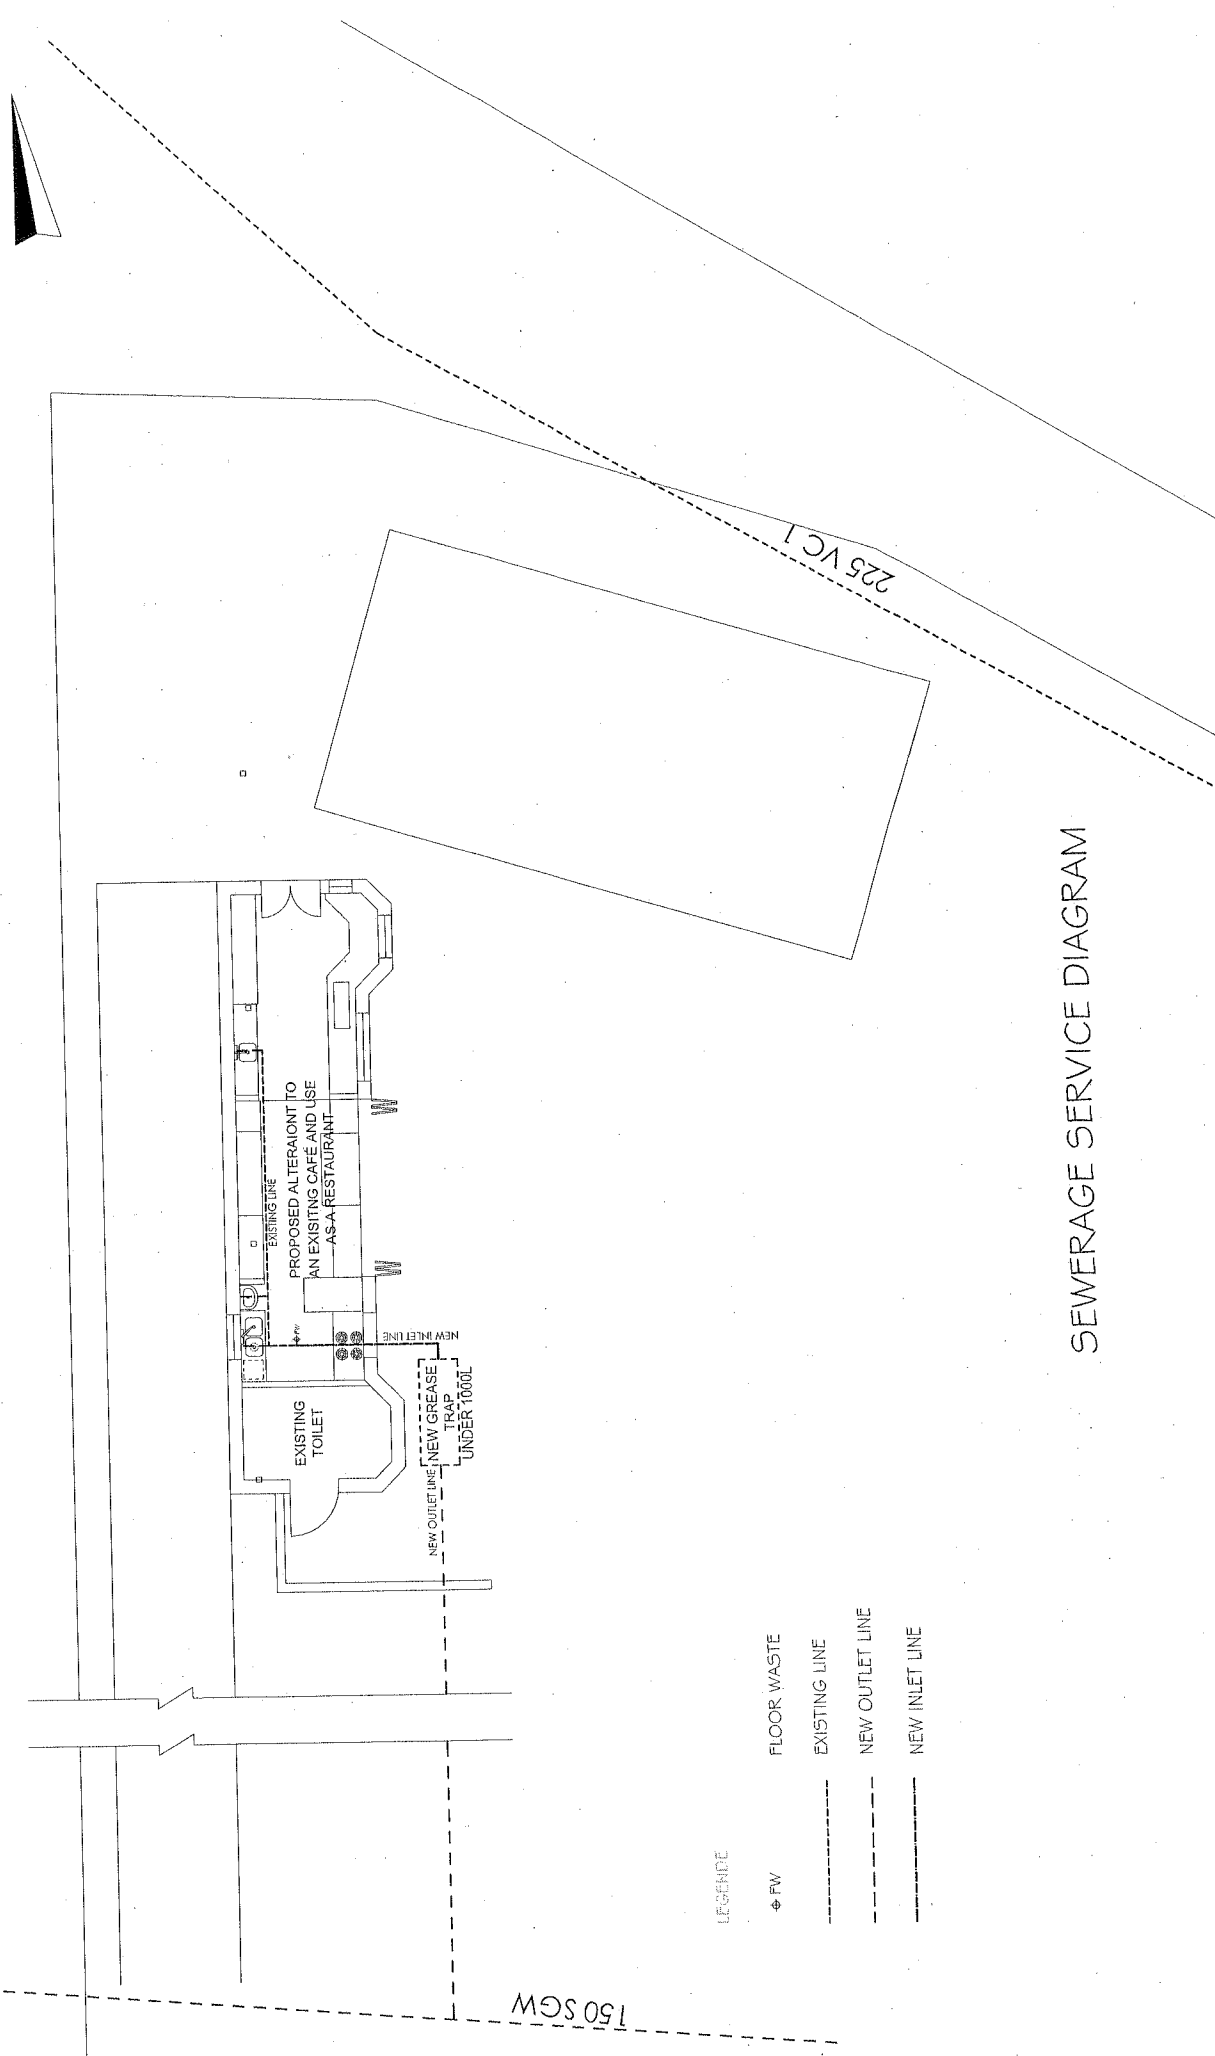 225 VC 1
EXISTING LINE
PROPOSED ALTERAIONT TO
AN EXISITNG CAFÉ AND USE
AS A RESTAURANT
FW
NEW INLET LINE
EXISTING
TOILET
NEW GREASE
TRAP
UNDER 1000L
NEW OUTLET LINE
150 SGW
LEGENDE
FW FLOOR WASTE
EXISTING LINE
NEW OUTLET LINE
NEW INLET LINE
SEWERAGE SERVICE DIAGRAM